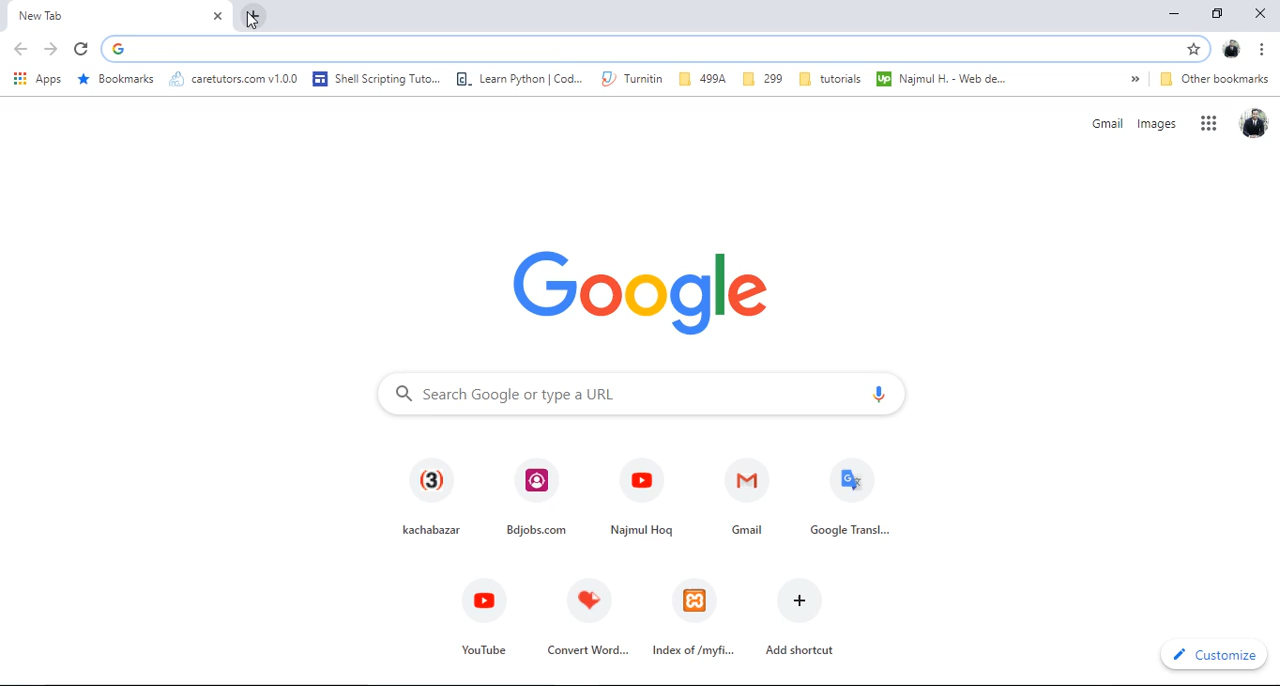 New Tab
Apps Bookmarks caretutors.com v1.0.0 Shell Scripting Tuto... Learn Python | Cod... Turnitin 499A 299 tutorials Najmul H. - Web de... » Other bookmarks
Gmail Images
Google
Search Google or type a URL
kachabazar Bdjobs.com Najmul Hoq Gmail Google Transl...
YouTube Convert Word... Index of /myfi... Add shortcut
Customize